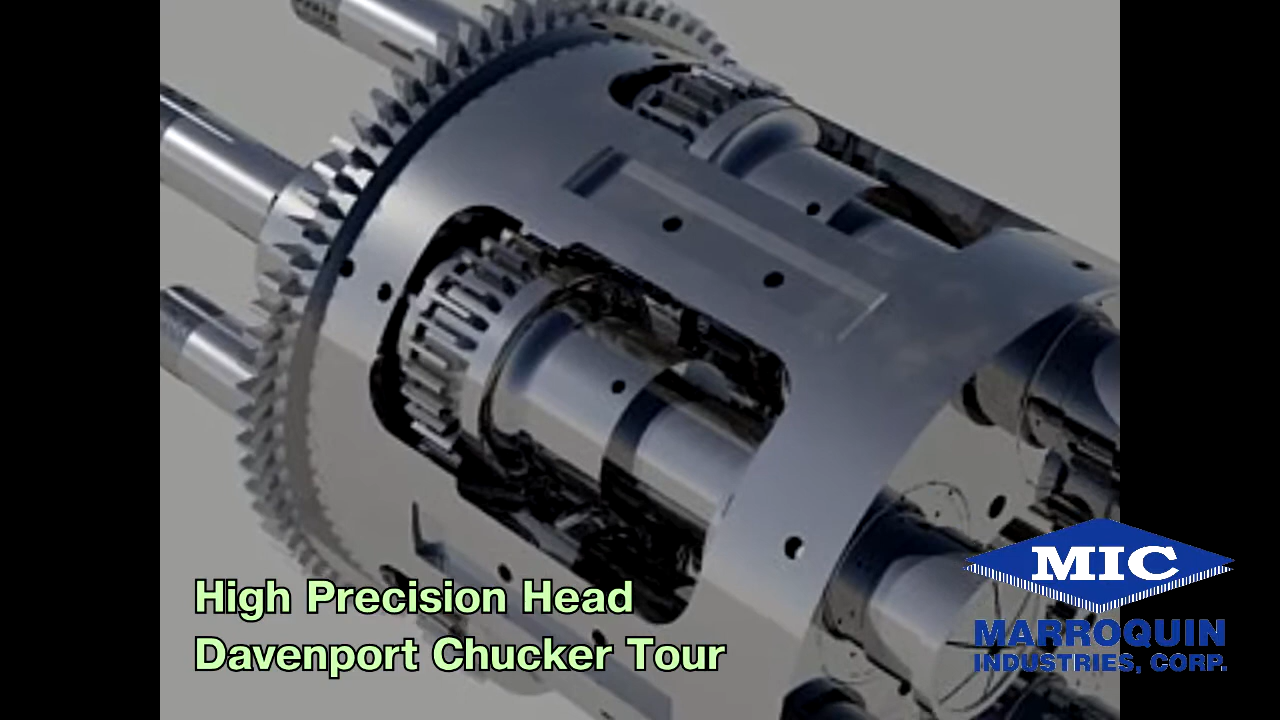 High Precision Head
Davenport Chucker Tour
MIC
MARROQUIN
INDUSTRIES, CORP.